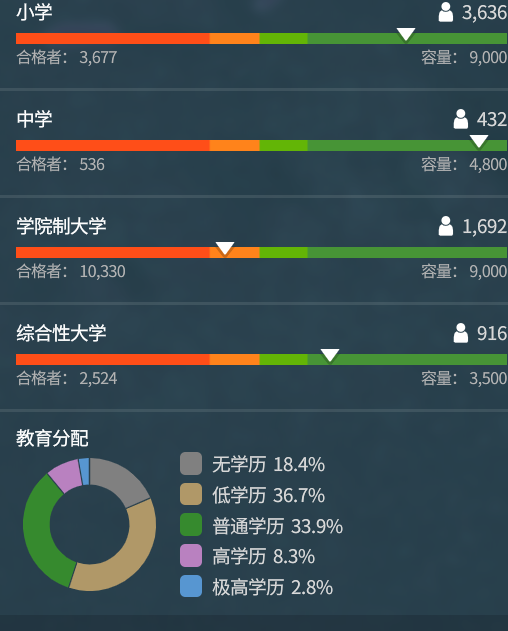 小学 3,636
合格者： 3,677 容量： 9,000
中学 432
合格者： 536 容量： 4,800
学院制大学 1,692
合格者： 10,330 容量： 9,000
综合性大学 916
合格者： 2,524 容量： 3,500
教育分配
无学历 18.4%
低学历 36.7%
普通学历 33.9%
高学历 8.3%
极高学历 2.8%